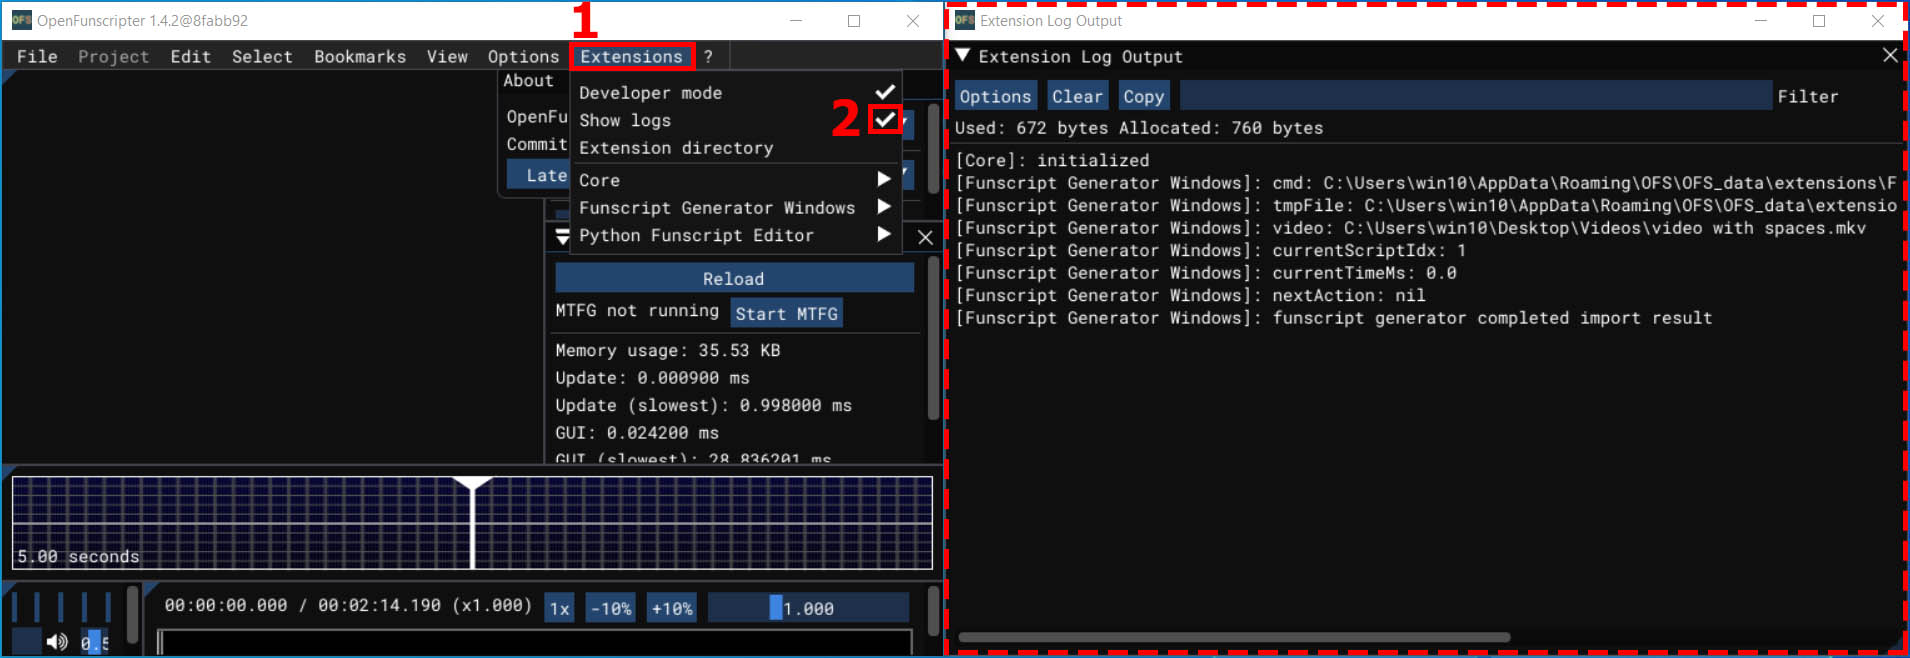 OFS OpenFunscripter 1.4.2@8fabb92
1
File Project Edit Select Bookmarks View Options Extensions ?
About
OpenFu
Commit
Late
Developer mode
Show logs
2
Extension directory
Core
Funscript Generator Windows
Python Funscript Editor
Reload
MTFG not running Start MTFG
Memory usage: 35.53 KB
Update: 0.000900 ms
Update (slowest): 0.998000 ms
GUI: 0.024200 ms
GUI (slowest): 28.836201 ms
5.00 seconds
00:00:00.000 / 00:02:14.190 (x1.000) 1x -10% +10% 1.000
0.5
OFS Extension Log Output
Extension Log Output
Options Clear Copy Filter
Used: 672 bytes Allocated: 760 bytes
[Core]: initialized
[Funscript Generator Windows]: cmd: C:\Users\win10\AppData\Roaming\OFS\OFS_data\extensions\F
[Funscript Generator Windows]: tmpFile: C:\Users\win10\AppData\Roaming\OFS\OFS_data\extensio
[Funscript Generator Windows]: video: C:\Users\win10\Desktop\Videos\video with spaces.mkv
[Funscript Generator Windows]: currentScriptIdx: 1
[Funscript Generator Windows]: currentTimeMs: 0.0
[Funscript Generator Windows]: nextAction: nil
[Funscript Generator Windows]: funscript generator completed import result